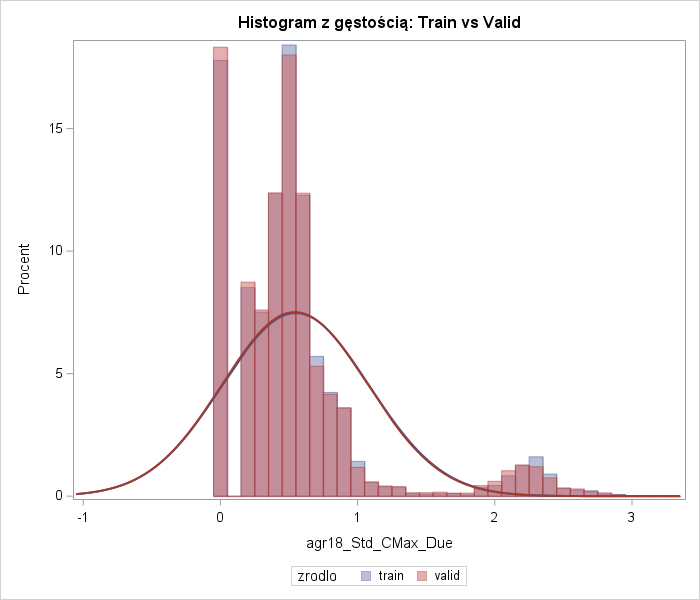 Histogram z gęstością: Train vs Valid
Procent
15
10
5
0
-1 0 1 2 3
agr18_Std_CMax_Due
zrodlo train valid